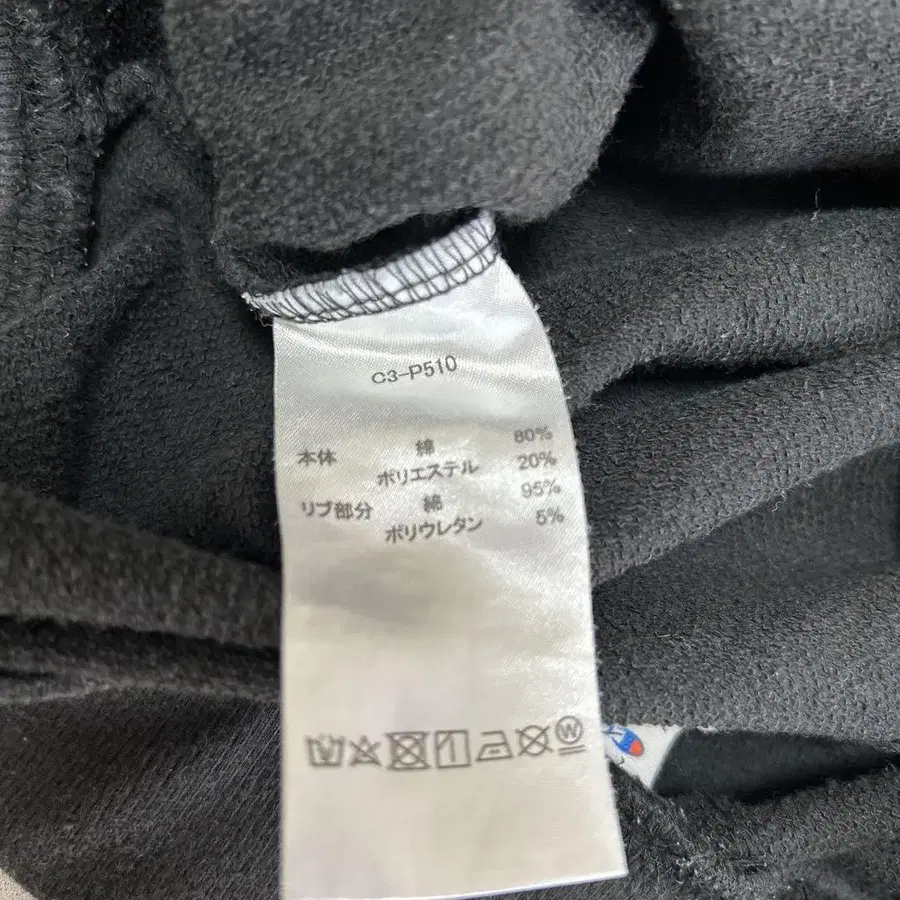 C3-P510
本体 綿 80%
ポリエステル 20%
リブ部分 綿 95%
ポリウレタン 5%
W